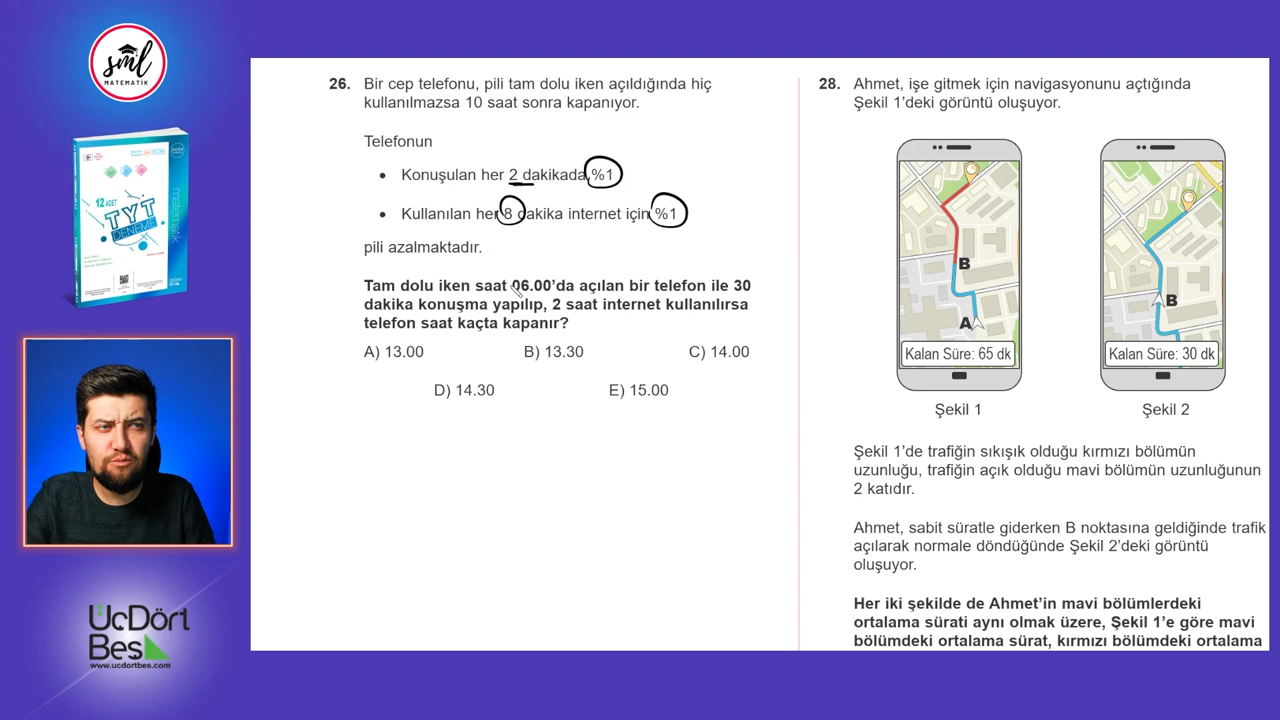 sml
MATEMATİK
12 ADET
TYT
DENEME
matematik
ÜçDört
Beş
www.ucdortbes.com
26. Bir cep telefonu, pili tam dolu iken açıldığında hiç
kullanılmazsa 10 saat sonra kapanıyor.
Telefonun
• Konuşulan her 2 dakikada %1
• Kullanılan her 8 dakika internet için %1
pili azalmaktadır.
Tam dolu iken saat 06.00'da açılan bir telefon ile 30
dakika konuşma yapılıp, 2 saat internet kullanılırsa
telefon saat kaçta kapanır?
A) 13.00 B) 13.30 C) 14.00
D) 14.30 E) 15.00
28. Ahmet, işe gitmek için navigasyonunu açtığında
Şekil 1'deki görüntü oluşuyor.
B
A
Kalan Süre: 65 dk
B
Kalan Süre: 30 dk
Şekil 1 Şekil 2
Şekil 1'de trafiğin sıkışık olduğu kırmızı bölümün
uzunluğu, trafiğin açık olduğu mavi bölümün uzunluğunun
2 katıdır.
Ahmet, sabit süratle giderken B noktasına geldiğinde trafik
açılarak normale döndüğünde Şekil 2'deki görüntü
oluşuyor.
Her iki şekilde de Ahmet'in mavi bölümlerdeki
ortalama sürati aynı olmak üzere, Şekil 1'e göre mavi
bölümdeki ortalama sürat, kırmızı bölümdeki ortalama